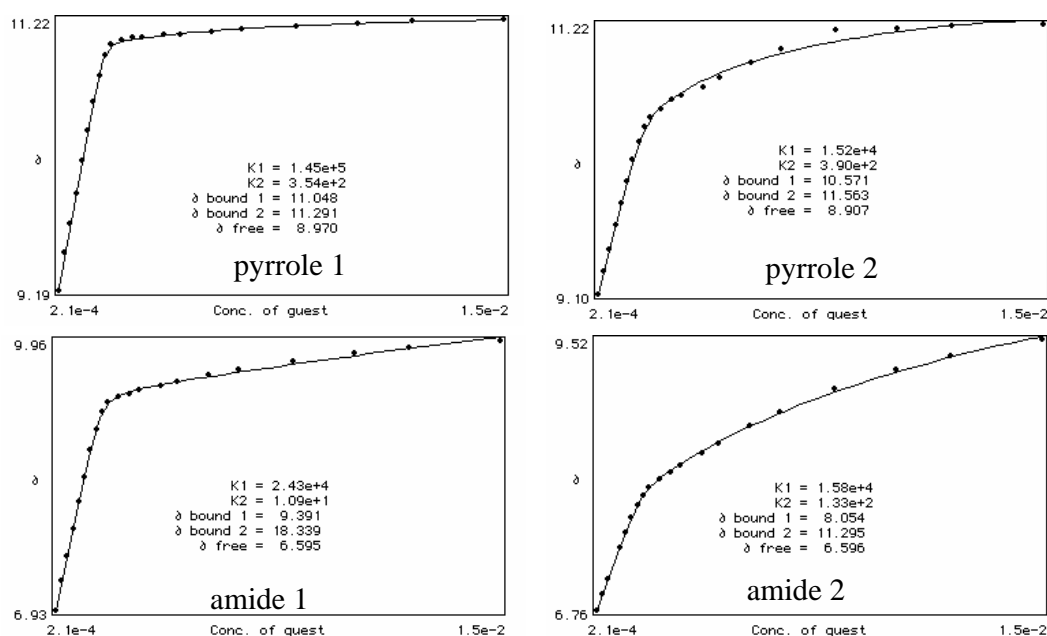 11.22
∂
K1 = 1.45e+5
K2 = 3.54e+2
∂ bound 1 = 11.048
∂ bound 2 = 11.291
∂ free = 8.970
pyrrole 1
9.19
2.1e-4 Conc. of guest 1.5e-2
11.22
∂
K1 = 1.52e+4
K2 = 3.90e+2
∂ bound 1 = 10.571
∂ bound 2 = 11.563
∂ free = 8.907
pyrrole 2
9.10
2.1e-4 Conc. of guest 1.5e-2
9.96
∂
K1 = 2.43e+4
K2 = 1.09e+1
∂ bound 1 = 9.391
∂ bound 2 = 18.339
∂ free = 6.595
amide 1
6.93
2.1e-4 Conc. of guest 1.5e-2
9.52
∂
K1 = 1.58e+4
K2 = 1.33e+2
∂ bound 1 = 8.054
∂ bound 2 = 11.295
∂ free = 6.596
amide 2
6.76
2.1e-4 Conc. of guest 1.5e-2